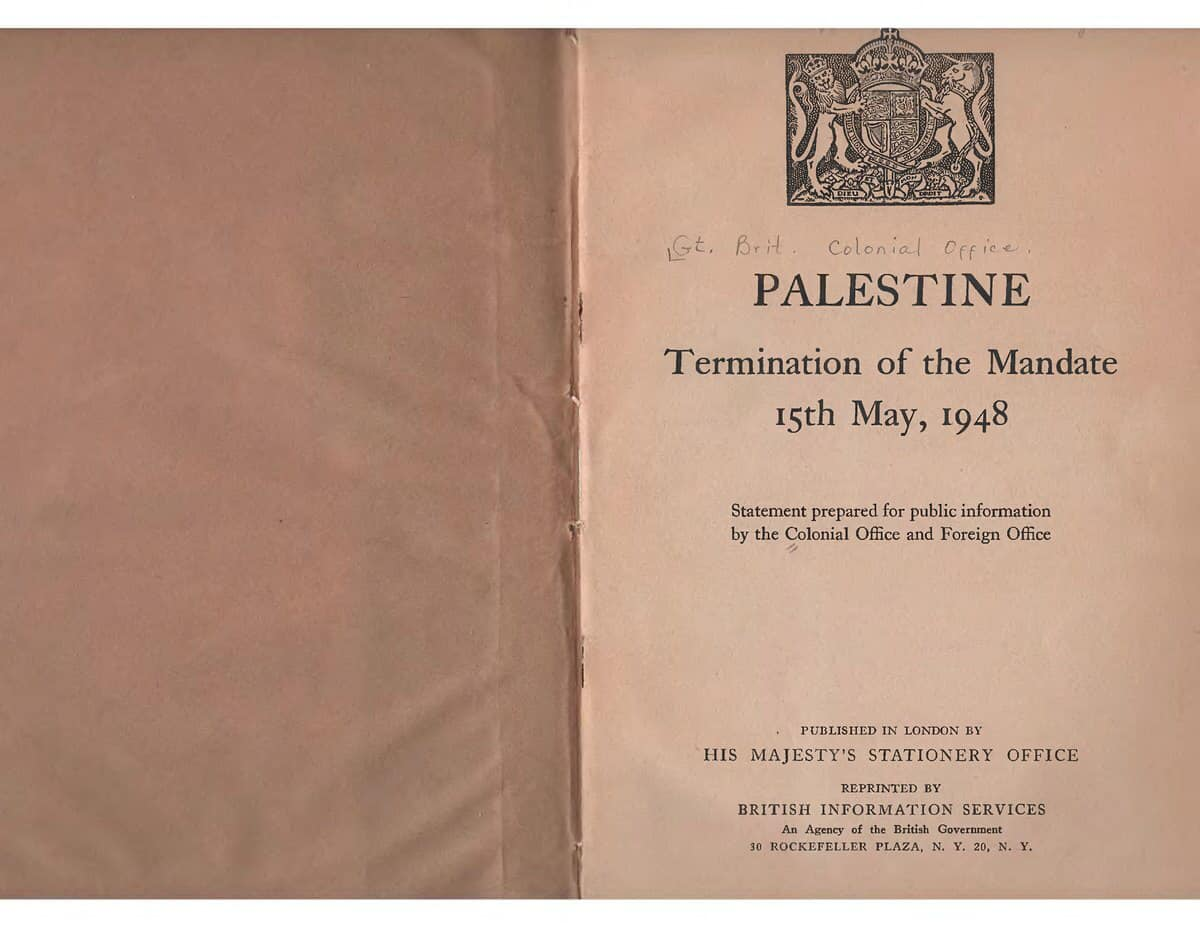 DIEU DROIT
Gt. Brit. Colonial Office.
PALESTINE
Termination of the Mandate
15th May, 1948
Statement prepared for public information
by the Colonial Office and Foreign Office
PUBLISHED IN LONDON BY
HIS MAJESTY'S STATIONERY OFFICE
REPRINTED BY
BRITISH INFORMATION SERVICES
An Agency of the British Government
30 ROCKEFELLER PLAZA, N. Y. 20, N. Y.